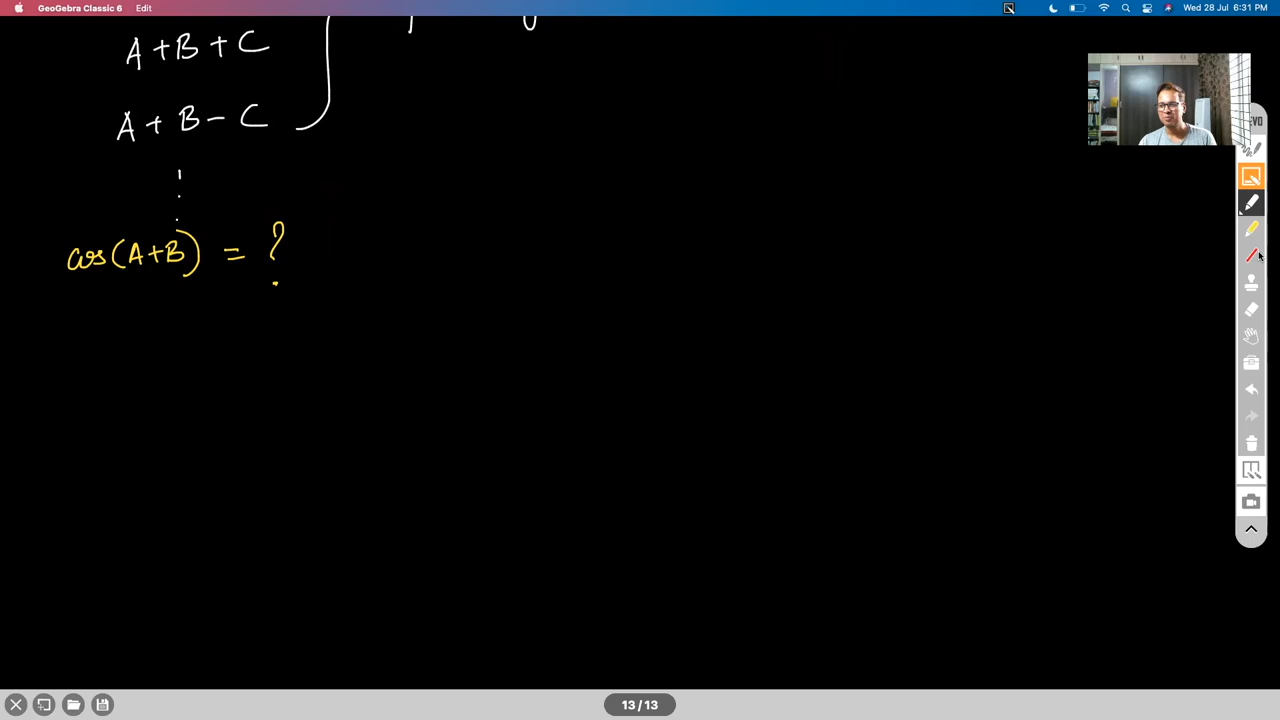 GeoGebra Classic 6 Edit Wed 28 Jul 6:31 PM
A+B+C
A+B-C
cos(A+B) = ?
13/13